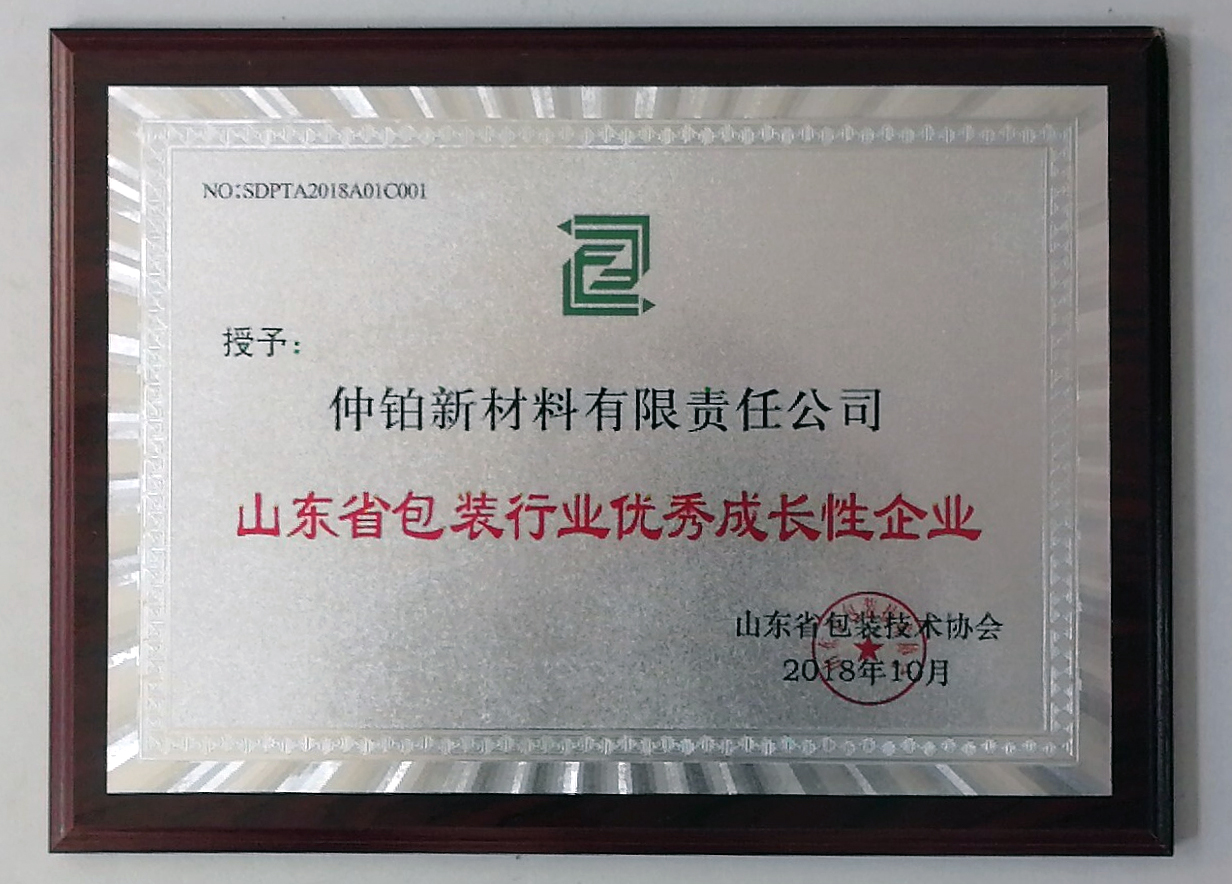 NO:SDPTA2018A01C001
授予:
仲铂新材料有限责任公司
山东省包装行业优秀成长性企业
山东省包装技术协会
2018年10月